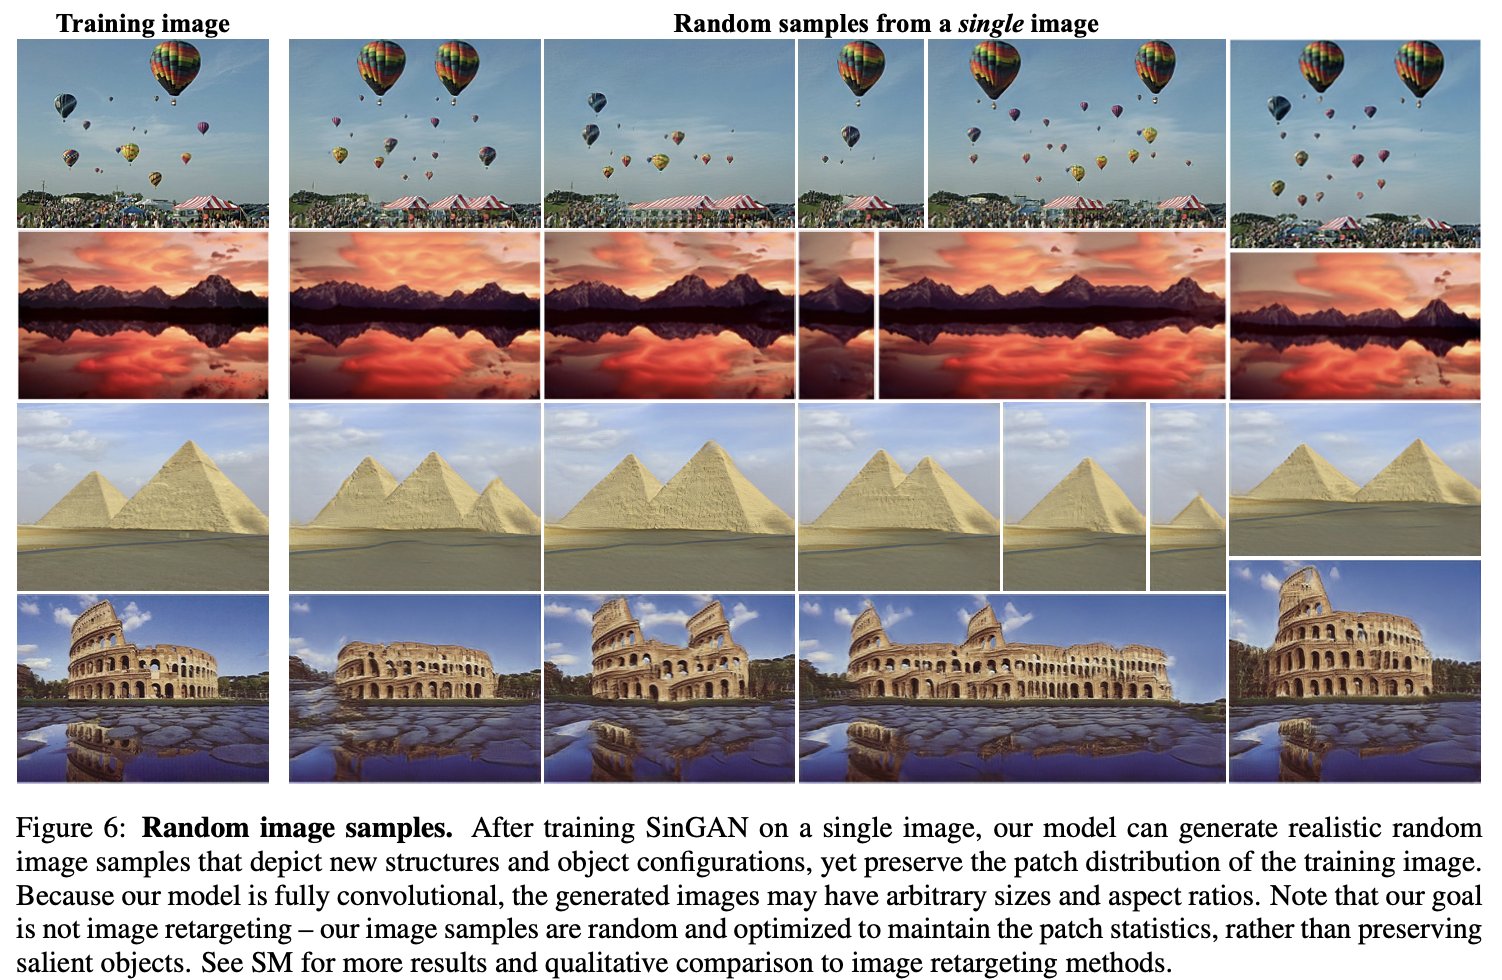 Training image
Random samples from a single image
Figure 6: Random image samples. After training SinGAN on a single image, our model can generate realistic random
image samples that depict new structures and object configurations, yet preserve the patch distribution of the training image.
Because our model is fully convolutional, the generated images may have arbitrary sizes and aspect ratios. Note that our goal
is not image retargeting – our image samples are random and optimized to maintain the patch statistics, rather than preserving
salient objects. See SM for more results and qualitative comparison to image retargeting methods.